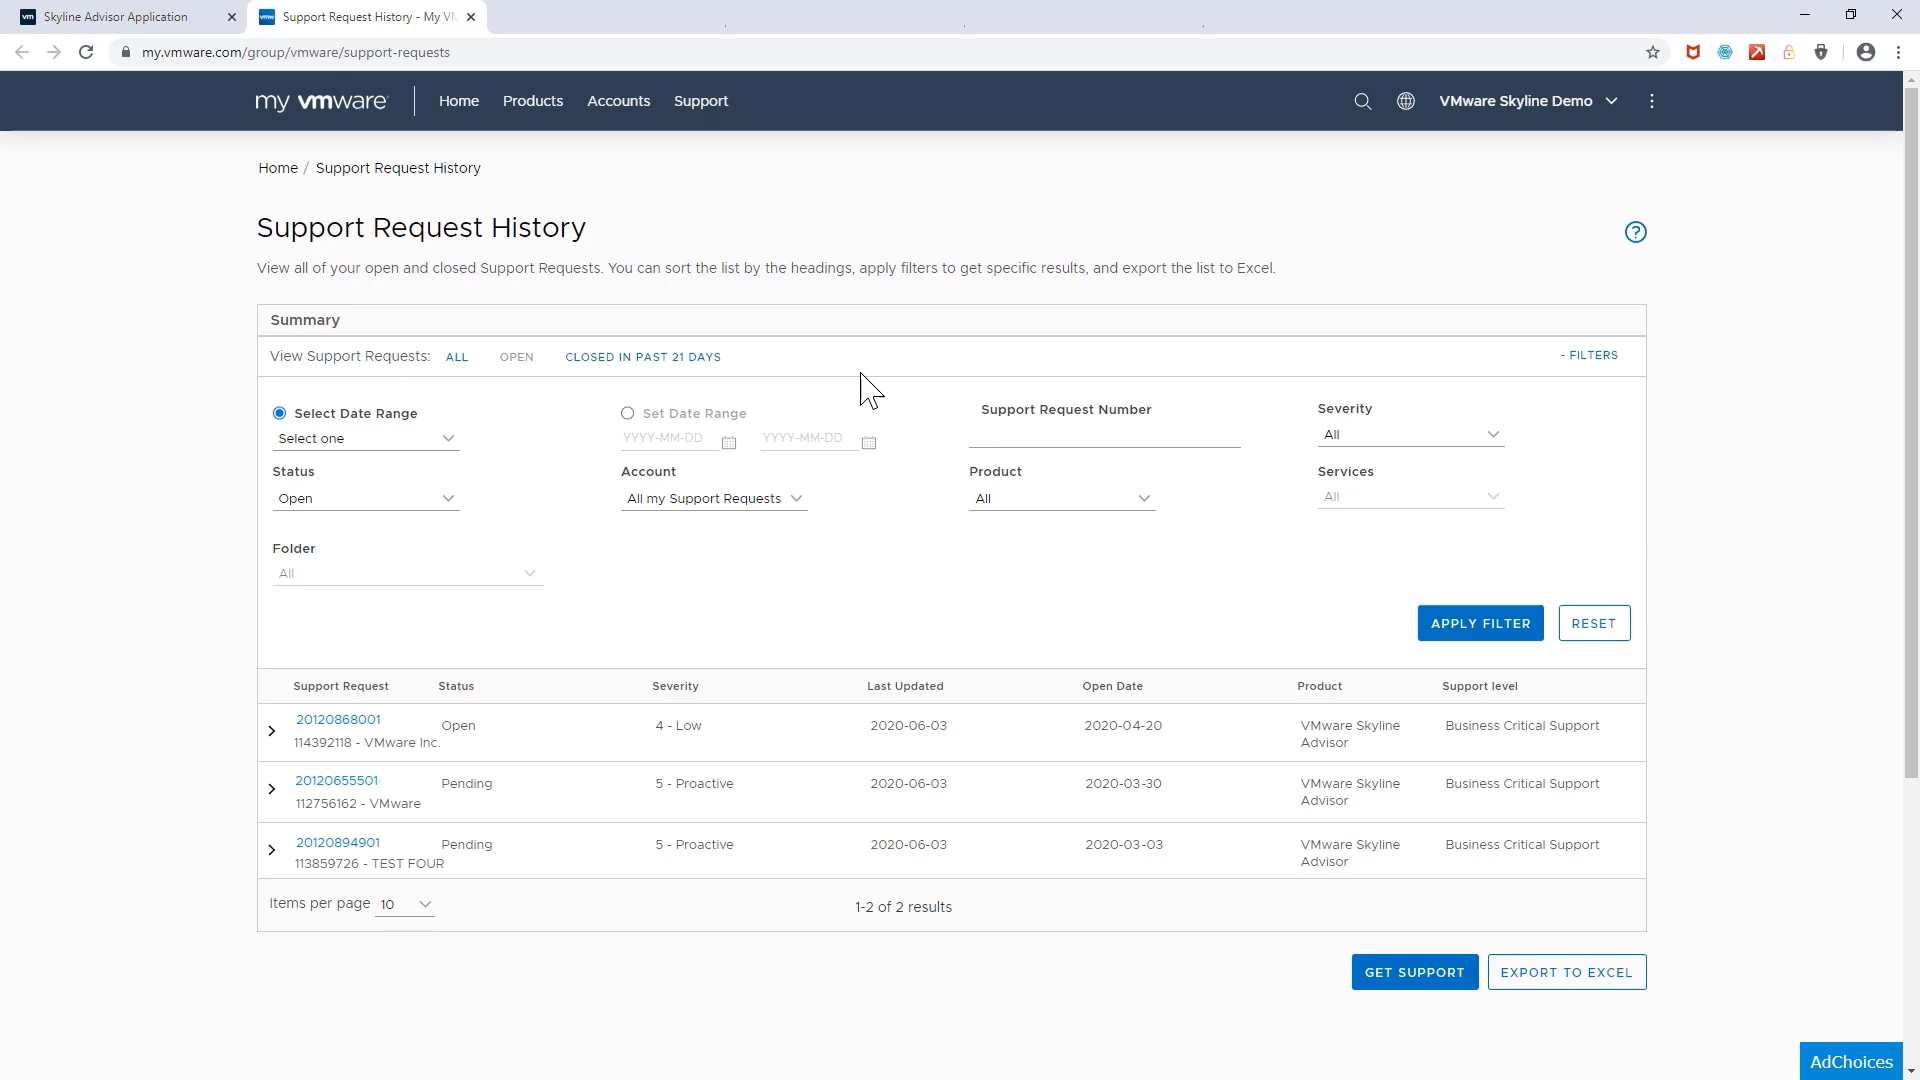 Skyline Advisor Application
Support Request History - My VM
my.vmware.com/group/vmware/support-requests
my vmware Home Products Accounts Support VMware Skyline Demo
Home / Support Request History
Support Request History
View all of your open and closed Support Requests. You can sort the list by the headings, apply filters to get specific results, and export the list to Excel.
Summary
View Support Requests: ALL OPEN CLOSED IN PAST 21 DAYS - FILTERS
Select Date Range Set Date Range Support Request Number Severity
Select one YYYY-MM-DD YYYY-MM-DD All
Status Account Product Services
Open All my Support Requests All All
Folder
All
APPLY FILTER RESET
Support Request Status Severity Last Updated Open Date Product Support level
20120868001 Open 4 - Low 2020-06-03 2020-04-20 VMware Skyline Business Critical Support
114392118 - VMware Inc. Advisor
20120655501 Pending 5 - Proactive 2020-06-03 2020-03-30 VMware Skyline Business Critical Support
112756162 - VMware Advisor
20120894901 Pending 5 - Proactive 2020-06-03 2020-03-03 VMware Skyline Business Critical Support
113859726 - TEST FOUR Advisor
Items per page 10 1-2 of 2 results
GET SUPPORT EXPORT TO EXCEL
AdChoices